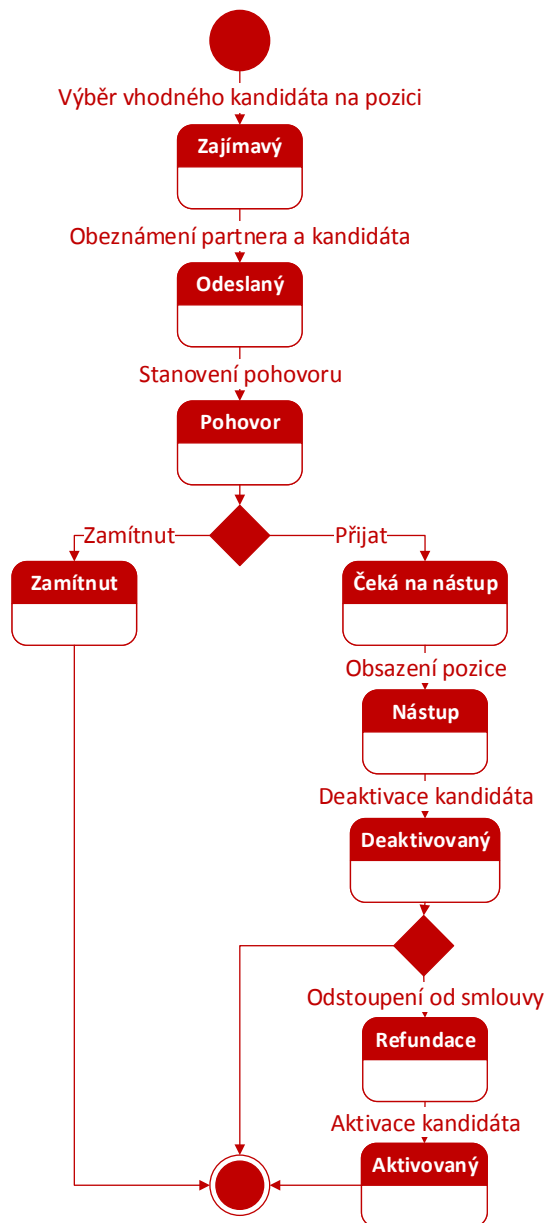 Výběr vhodného kandidáta na pozici
Zajímavý
Obeznámení partnera a kandidáta
Odeslaný
Stanovení pohovoru
Pohovor
Zamítnut
Přijat
Zamítnut
Čeká na nástup
Obsazení pozice
Nástup
Deaktivace kandidáta
Deaktivovaný
Odstoupení od smlouvy
Refundace
Aktivace kandidáta
Aktivovaný